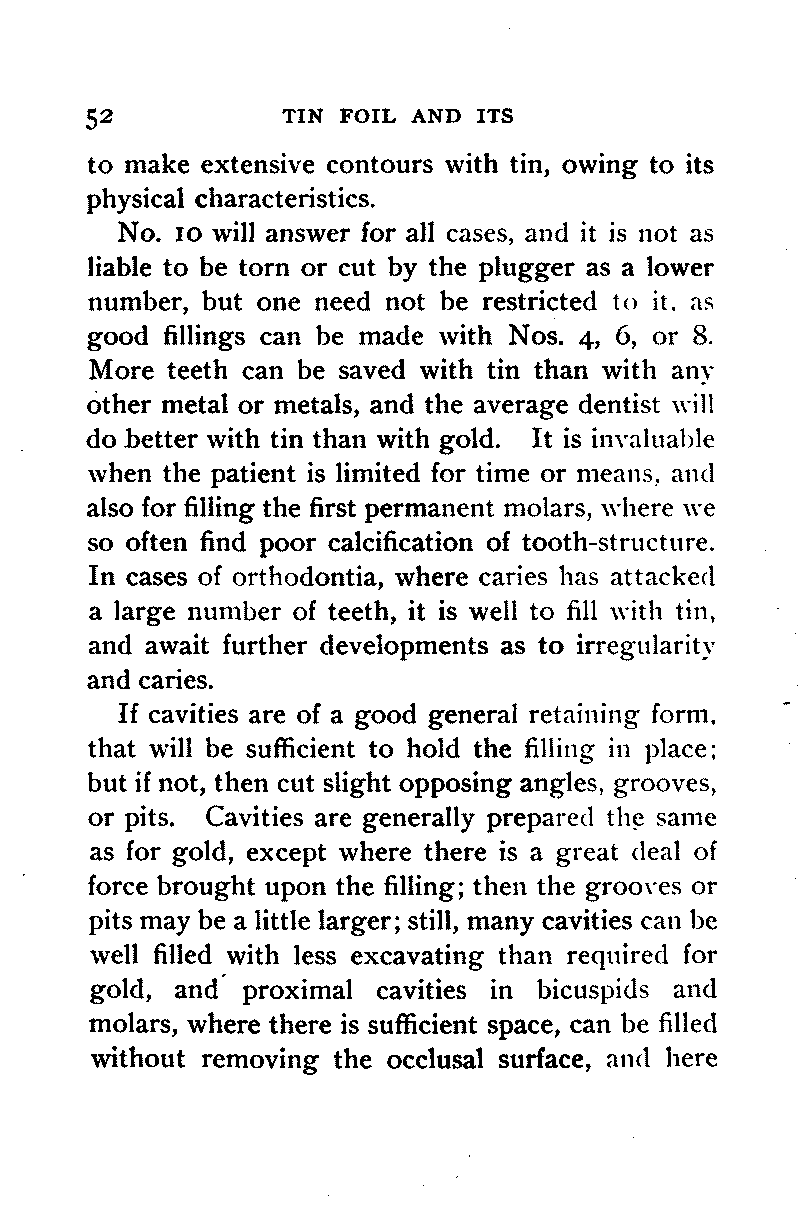 52 TIN FOIL AND ITS
to make extensive contours with tin, owing to its
physical characteristics.
No. 10 will answer for all cases, and it is not as
liable to be torn or cut by the plugger as a lower
number, but one need not be restricted to it, as
good fillings can be made with Nos. 4, 6, or 8.
More teeth can be saved with tin than with any
other metal or metals, and the average dentist will
do better with tin than with gold. It is invaluable
when the patient is limited for time or means, and
also for filling the first permanent molars, where we
so often find poor calcification of tooth-structure.
In cases of orthodontia, where caries has attacked
a large number of teeth, it is well to fill with tin,
and await further developments as to irregularity
and caries.
If cavities are of a good general retaining form,
that will be sufficient to hold the filling in place;
but if not, then cut slight opposing angles, grooves,
or pits. Cavities are generally prepared the same
as for gold, except where there is a great deal of
force brought upon the filling; then the grooves or
pits may be a little larger; still, many cavities can be
well filled with less excavating than required for
gold, and proximal cavities in bicuspids and
molars, where there is sufficient space, can be filled
without removing the occlusal surface, and here